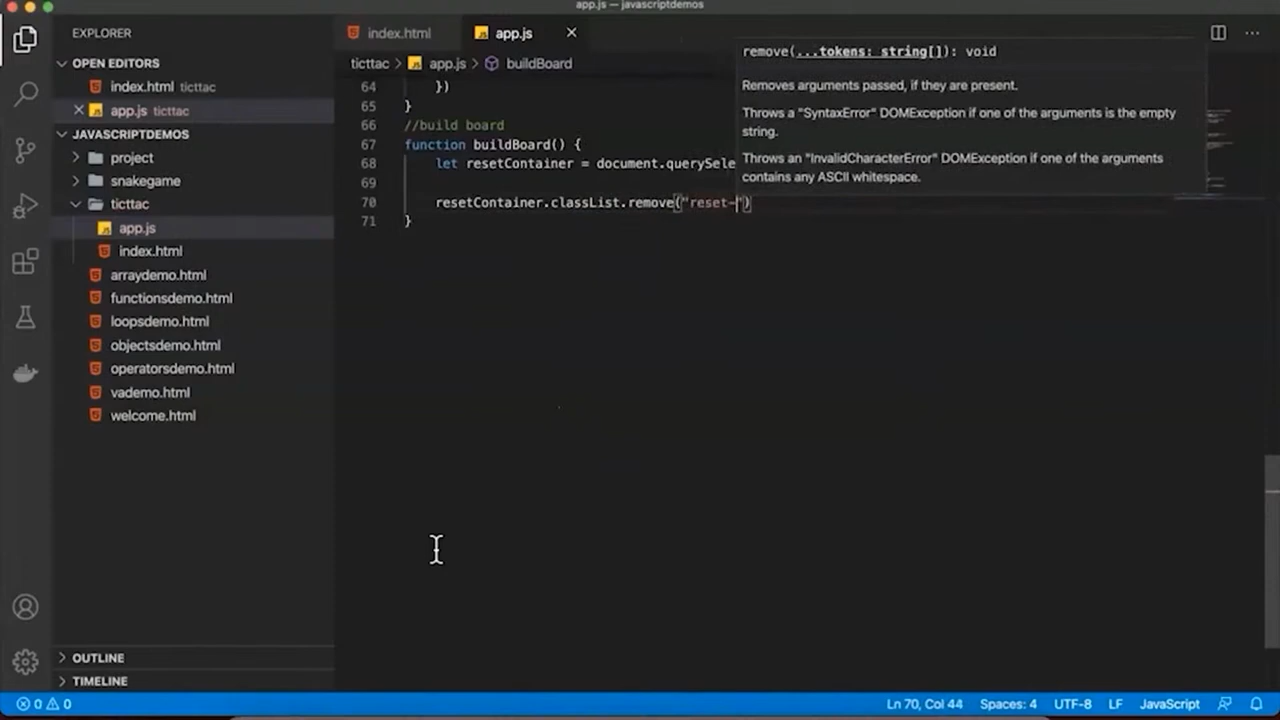 app.js — javascriptdemos
EXPLORER
index.html
app.js
OPEN EDITORS
index.html ticttac
app.js ticttac
JAVASCRIPTDEMOS
project
snakegame
ticttac
app.js
index.html
arraydemo.html
functionsdemo.html
loopsdemo.html
objectsdemo.html
operatorsdemo.html
vademo.html
welcome.html
OUTLINE
TIMELINE
ticttac > app.js > buildBoard
64 })
65 }
66 //build board
67 function buildBoard() {
68 let resetContainer = document.querySele
69
70 resetContainer.classList.remove("reset-")
71 }
remove(...tokens: string[]): void
Removes arguments passed, if they are present.
Throws a "SyntaxError" DOMException if one of the arguments is the empty
string.
Throws an "InvalidCharacterError" DOMException if one of the arguments
contains any ASCII whitespace.
0 0
Ln 70, Col 44 Spaces: 4 UTF-8 LF JavaScript